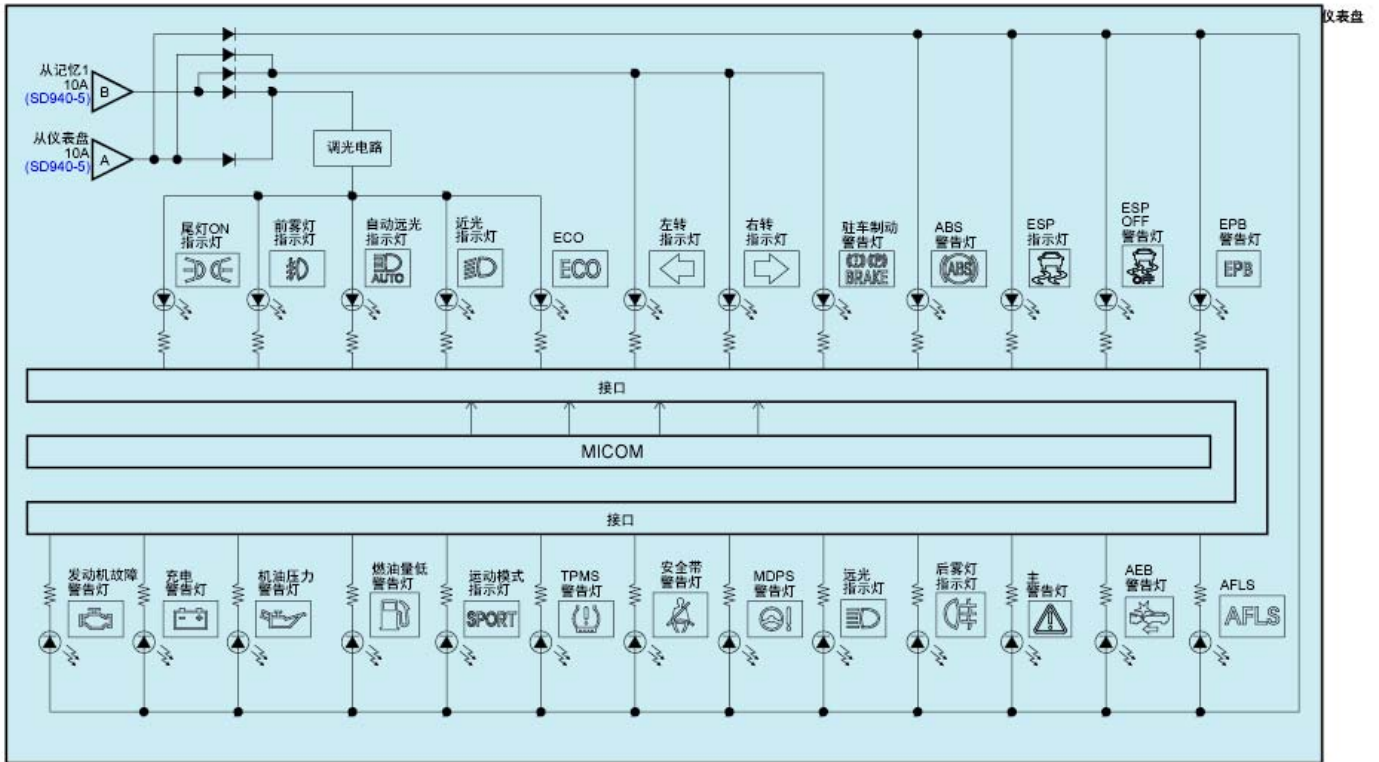 仪表盘
从记忆1
10A
(SD940-5)
B
从仪表盘
10A
(SD940-5)
A
调光电路
尾灯ON
指示灯
前雾灯
指示灯
自动远光
指示灯
AUTO
近光
指示灯
ECO
ECO
左转
指示灯
右转
指示灯
驻车制动
警告灯
(!) (P)
BRAKE
ABS
警告灯
(ABS)
ESP
指示灯
ESP
OFF
警告灯
OFF
EPB
警告灯
EPB
接口
MICOM
接口
发动机故障
警告灯
充电
警告灯
机油压力
警告灯
燃油量低
警告灯
运动模式
指示灯
SPORT
TPMS
警告灯
(!)
安全带
警告灯
MDPS
警告灯
!
远光
指示灯
后雾灯
指示灯
主
警告灯
!
AEB
警告灯
AFLS
AFLS